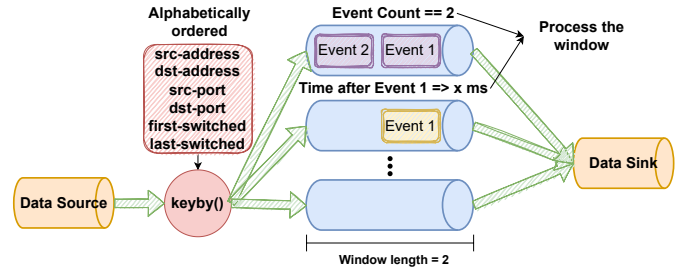 Alphabetically
ordered
src-address
dst-address
src-port
dst-port
first-switched
last-switched
Data Source
keyby()
Event Count == 2
Event 2
Event 1
Time after Event 1 => x ms
Event 1
Window length = 2
Process the
window
Data Sink